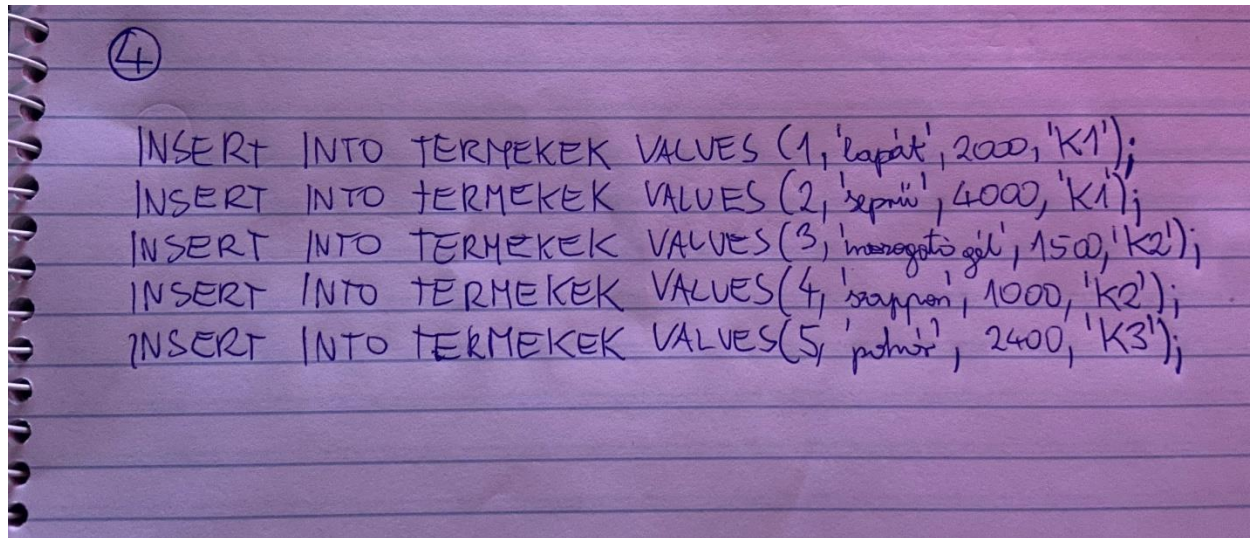 4
INSERT INTO TERMEKEK VALUES (1, 'lapát', 2000, 'K1');
INSERT INTO TERMEKEK VALUES (2, 'seprű', 4000, 'K1');
INSERT INTO TERMEKEK VALUES (3, 'mosogató gél', 1500, 'K2');
INSERT INTO TERMEKEK VALUES (4, 'szappan', 1000, 'K2');
INSERT INTO TERMEKEK VALUES (5, 'pohár', 2400, 'K3');